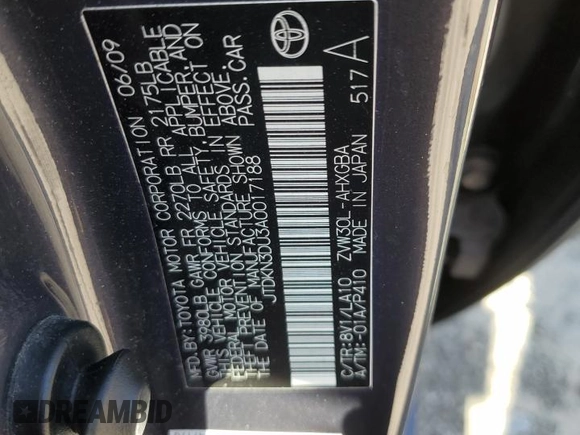 MFD.BY:TOYOTA MOTOR CORPORATION 06/09
GVWR 3980LB GAWR FR 2270LB RR 2175LB
THIS VEHICLE CONFORMS TO ALL APPLICABLE
FEDERAL MOTOR VEHICLE SAFETY, BUMPER, AND
THEFT PREVENTION STANDARDS IN EFFECT ON
THE DATE OF MANUFACTURE SHOWN ABOVE.
JTDKN3DU3A0017188 PASS.CAR
C/TR:8V1/LA10 ZVW30L-AHXGBA
A/TM:-01A/P410 MADE IN JAPAN 517 A
DREAMBID